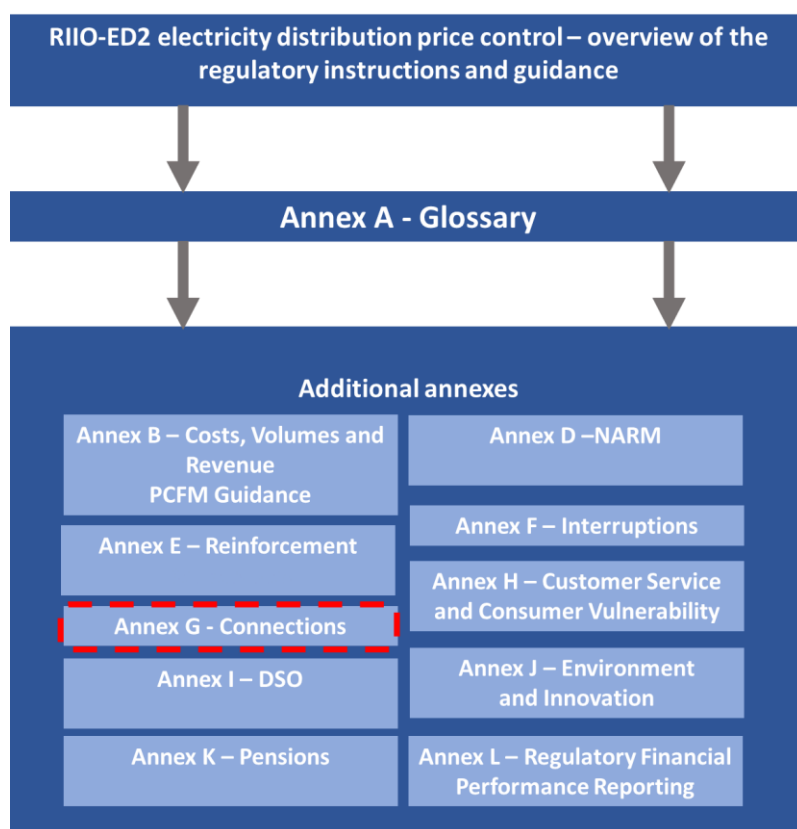 RIIO-ED2 electricity distribution price control – overview of the
regulatory instructions and guidance
Annex A - Glossary
Additional annexes
Annex B – Costs, Volumes and
Revenue
PCFM Guidance
Annex D –NARM
Annex E – Reinforcement
Annex F – Interruptions
Annex G - Connections
Annex H – Customer Service
and Consumer Vulnerability
Annex I – DSO
Annex J – Environment
and Innovation
Annex K – Pensions
Annex L – Regulatory Financial
Performance Reporting